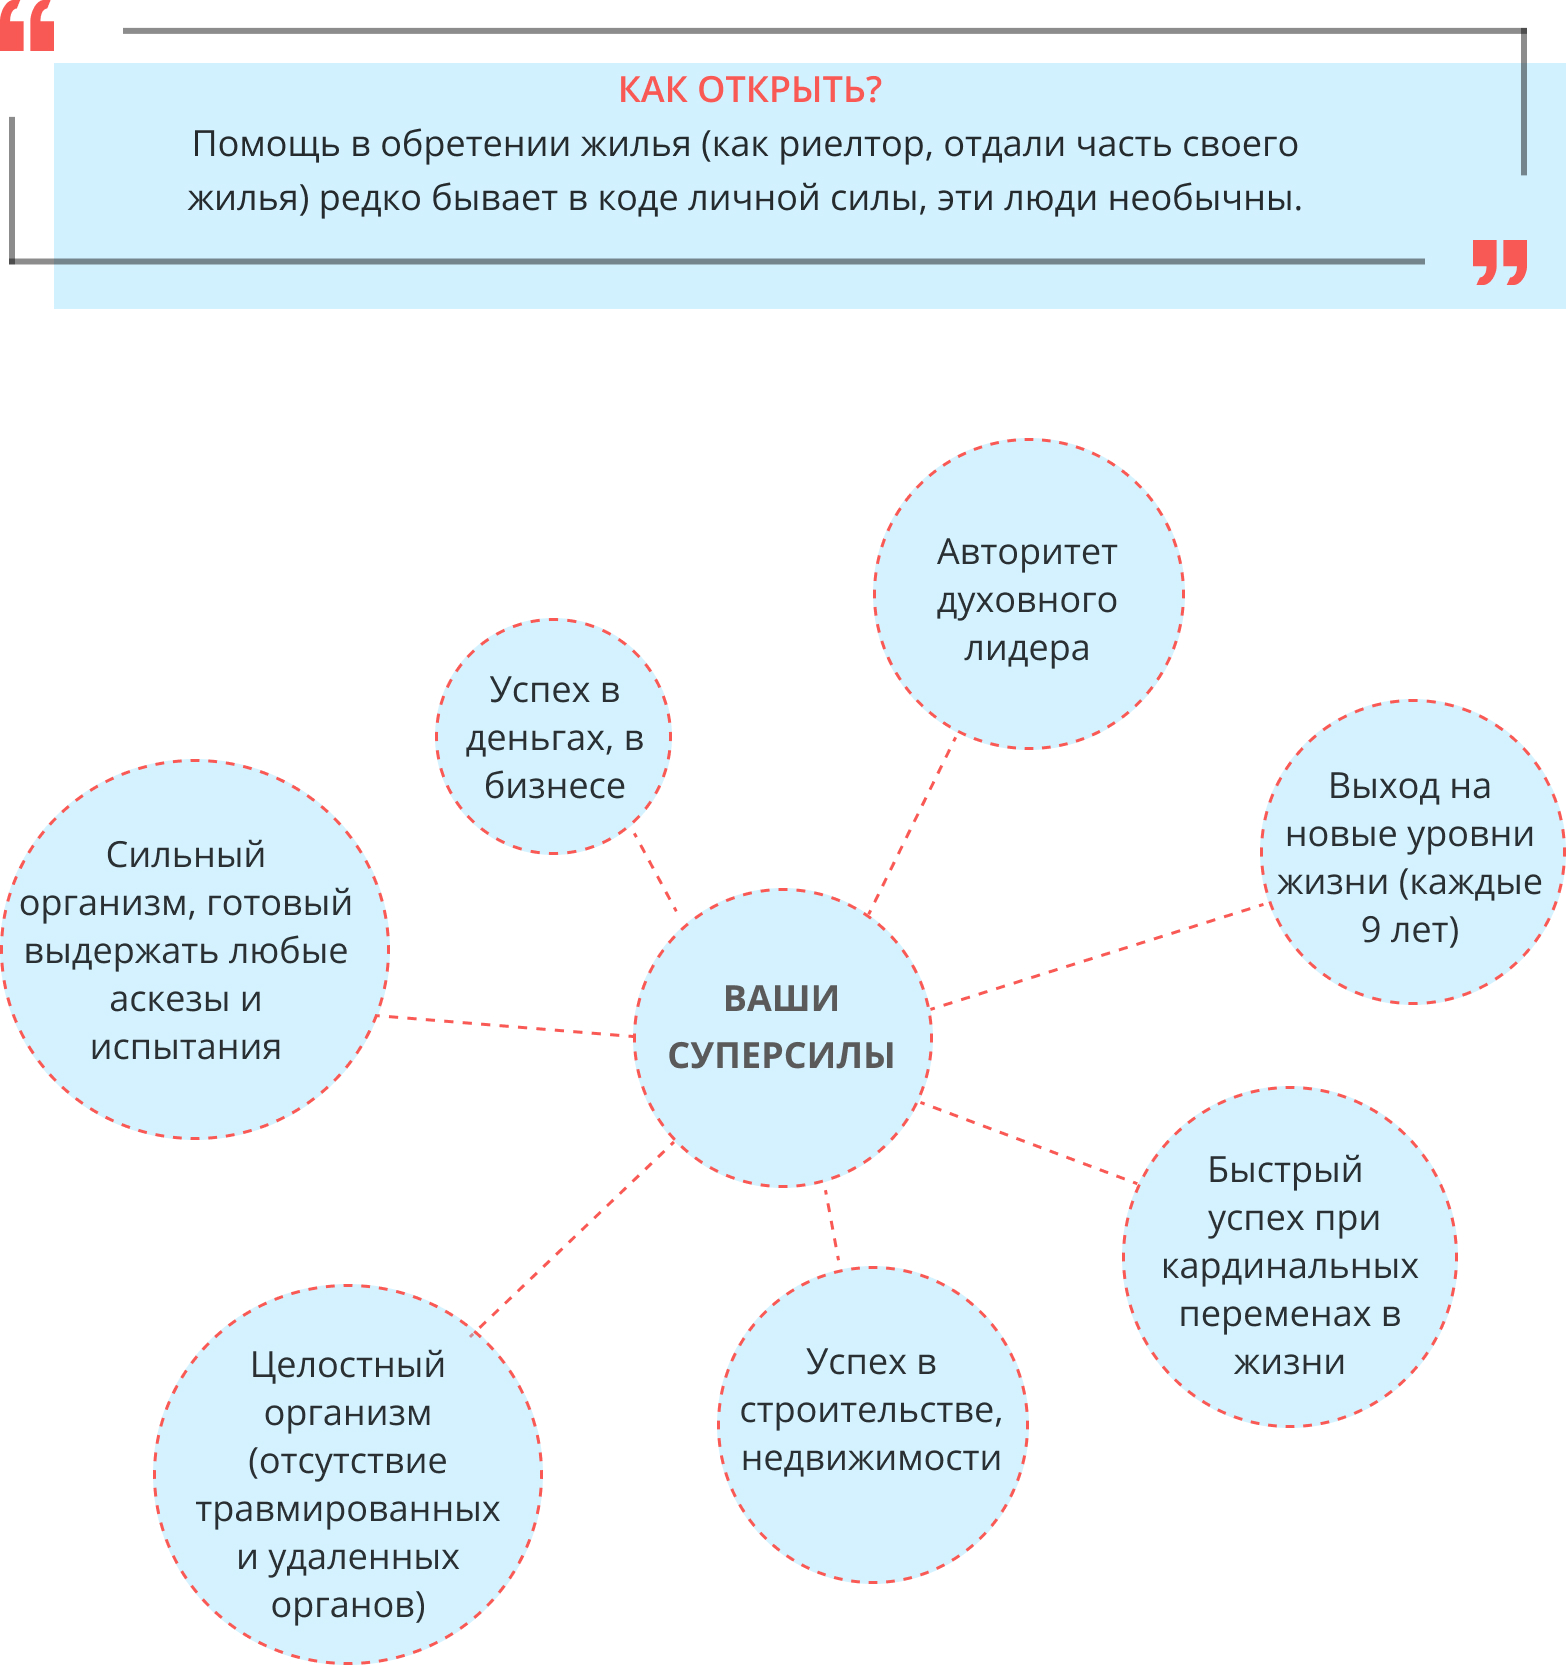 КАК ОТКРЫТЬ?
Помощь в обретении жилья (как риелтор, отдали часть своего
жилья) редко бывает в коде личной силы, эти люди необычны.
Авторитет
духовного
лидера
Успех в
деньгах, в
бизнесе
Выход на
новые уровни
жизни (каждые
9 лет)
Сильный
организм, готовый
выдержать любые
аскезы и
испытания
ВАШИ
СУПЕРСИЛЫ
Быстрый
успех при
кардинальных
переменах в
жизни
Целостный
организм
(отсутствие
травмированных
и удаленных
органов)
Успех в
строительстве,
недвижимости